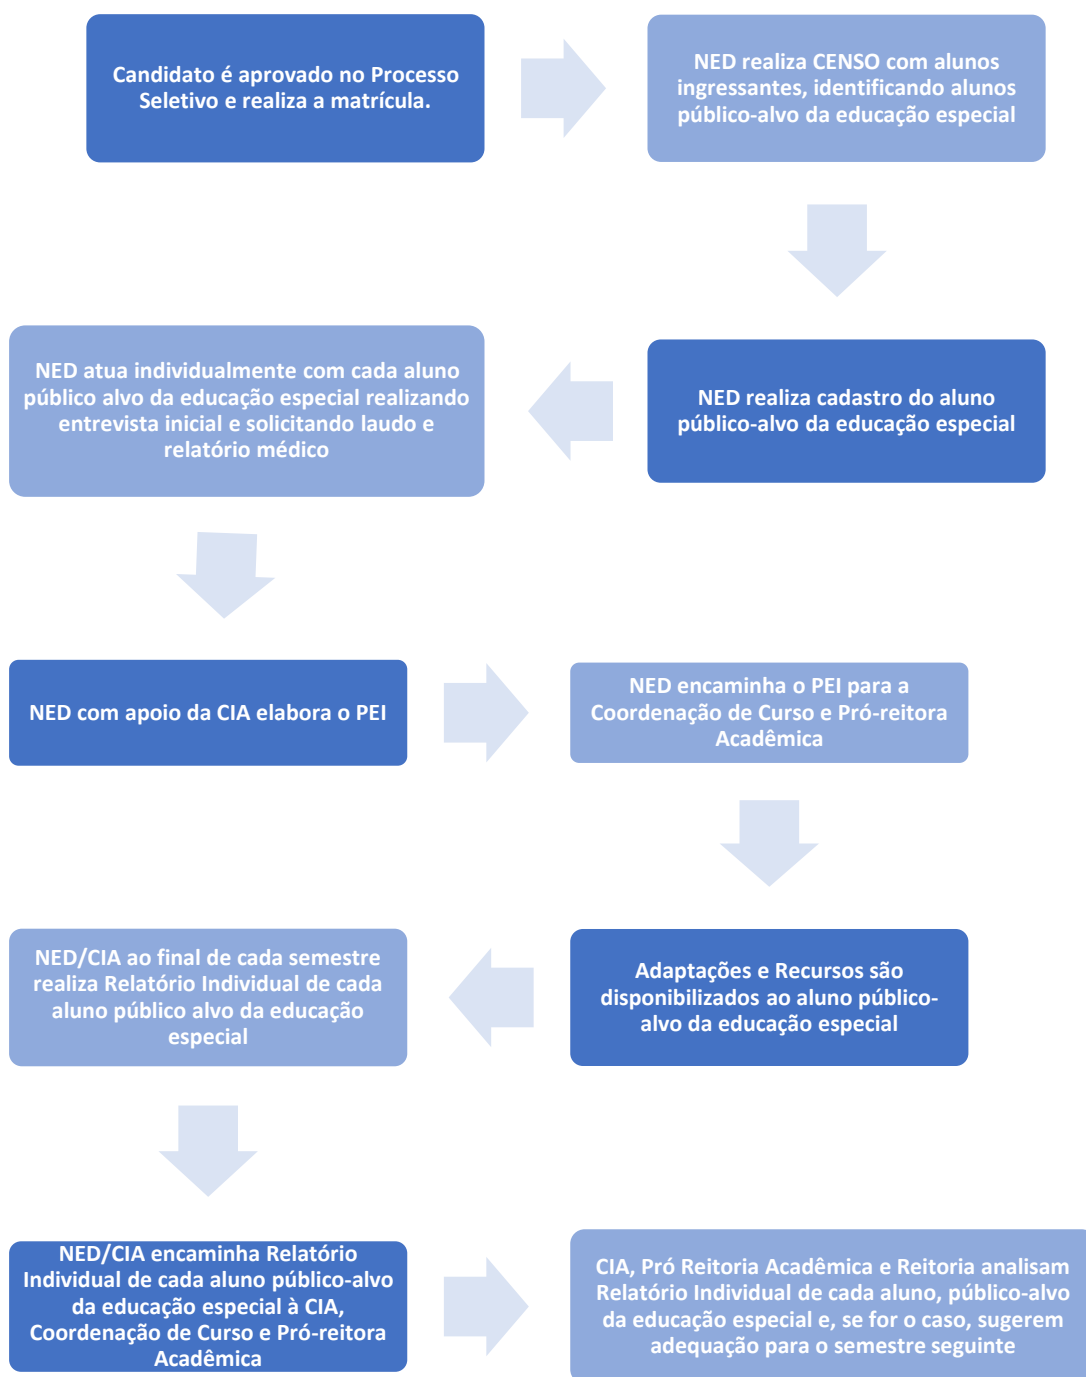 Candidato é aprovado no Processo
Seletivo e realiza a matrícula.
NED realiza CENSO com alunos
ingressantes, identificando alunos
público-alvo da educação especial
NED realiza cadastro do aluno
público-alvo da educação especial
NED atua individualmente com cada aluno
público alvo da educação especial realizando
entrevista inicial e solicitando laudo e
relatório médico
NED com apoio da CIA elabora o PEI
NED encaminha o PEI para a
Coordenação de Curso e Pró-reitora
Acadêmica
Adaptações e Recursos são
disponibilizados ao aluno público-
alvo da educação especial
NED/CIA ao final de cada semestre
realiza Relatório Individual de cada
aluno público alvo da educação
especial
NED/CIA encaminha Relatório
Individual de cada aluno público-alvo
da educação especial à CIA,
Coordenação de Curso e Pró-reitora
Acadêmica
CIA, Pró Reitoria Acadêmica e Reitoria analisam
Relatório Individual de cada aluno, público-alvo
da educação especial e, se for o caso, sugerem
adequação para o semestre seguinte